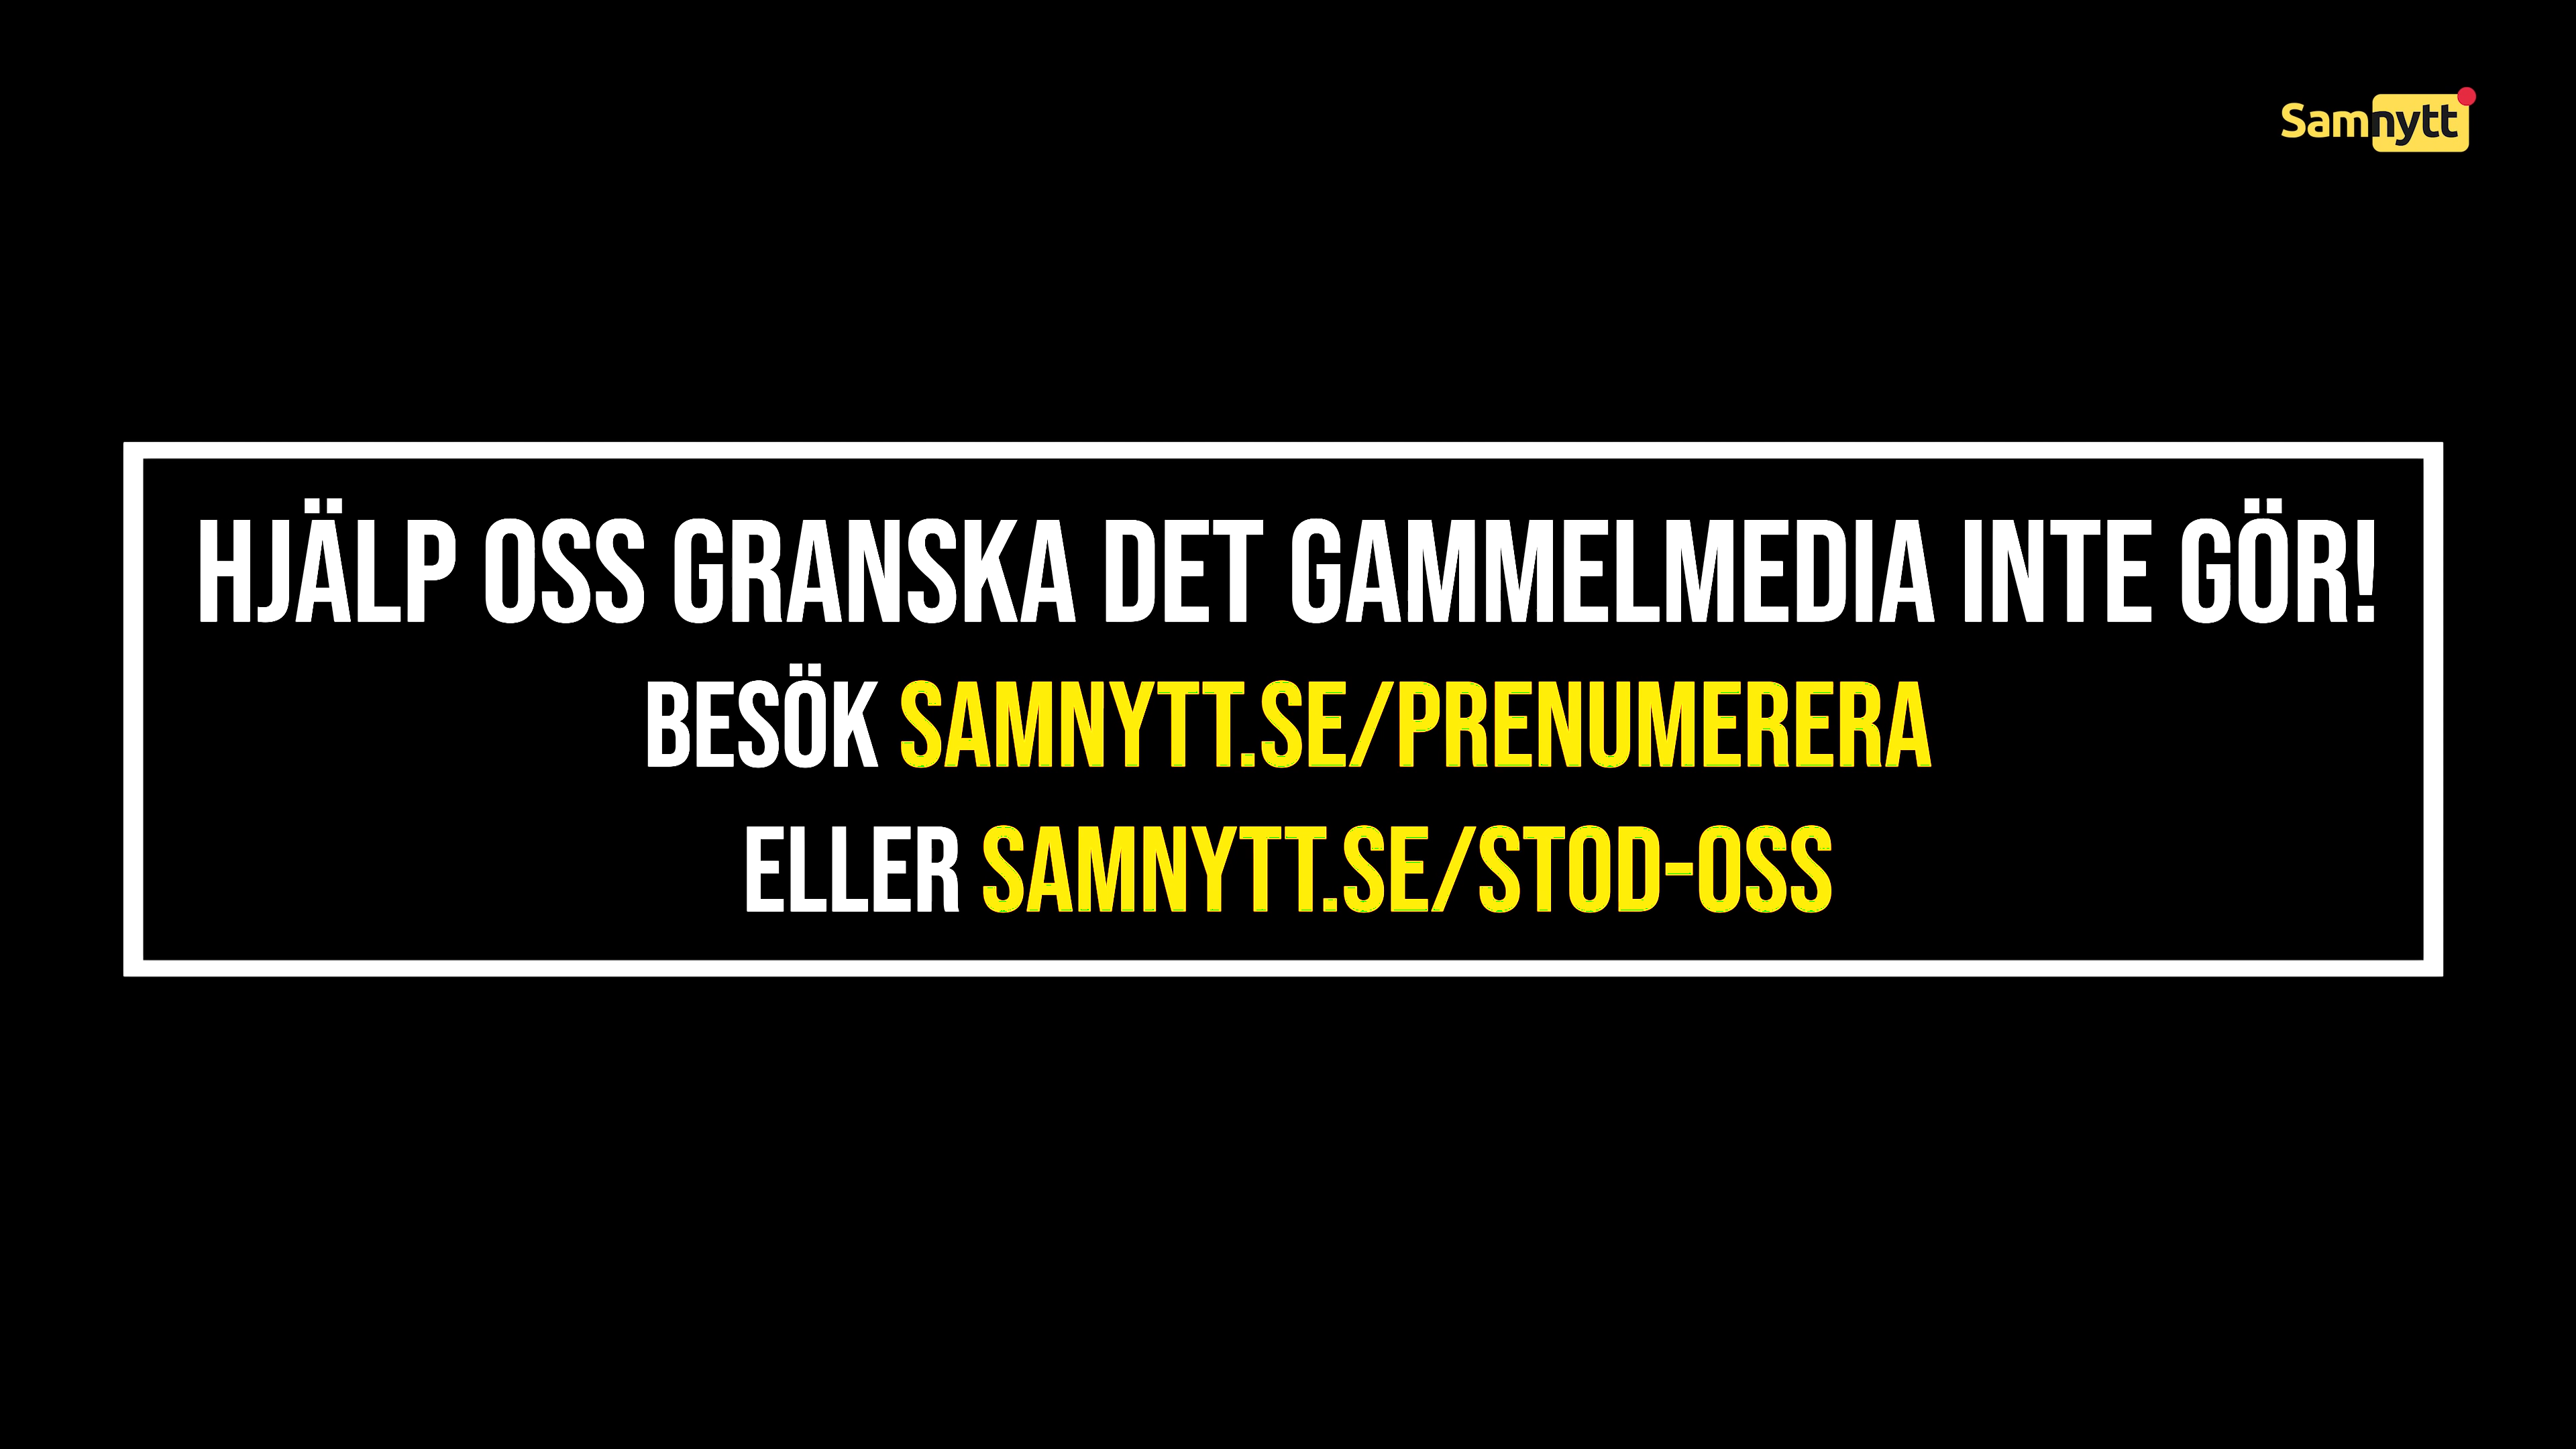 Samnytt
HJÄLP OSS GRANSKA DET GAMMELMEDIA INTE GÖR!
BESÖK SAMNYTT.SE/PRENUMERERA
ELLER SAMNYTT.SE/STOD-OSS